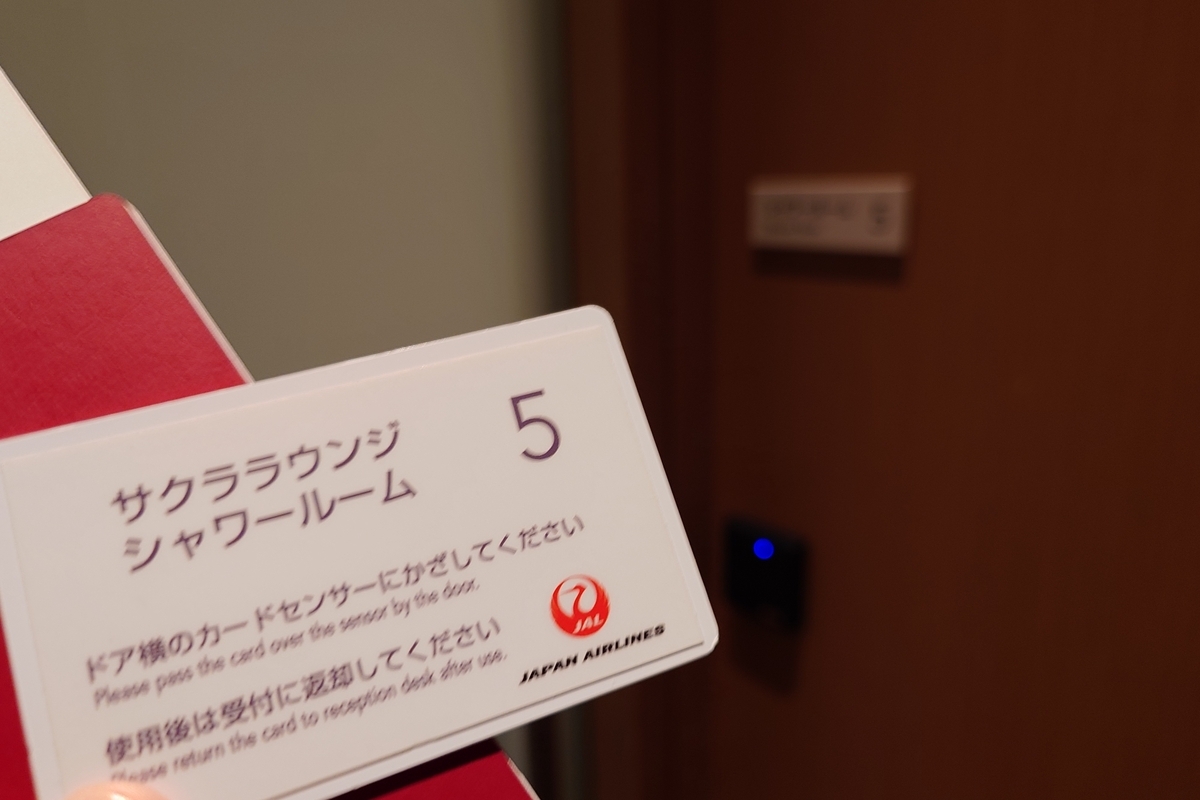 サクララウンジ
シャワールーム
5
ドア横のカードセンサーにかざしてください
Please pass the card over the sensor by the door.
使用後は受付に返却してください
Please return the card to reception desk after use.
JAL
JAPAN AIRLINES
5